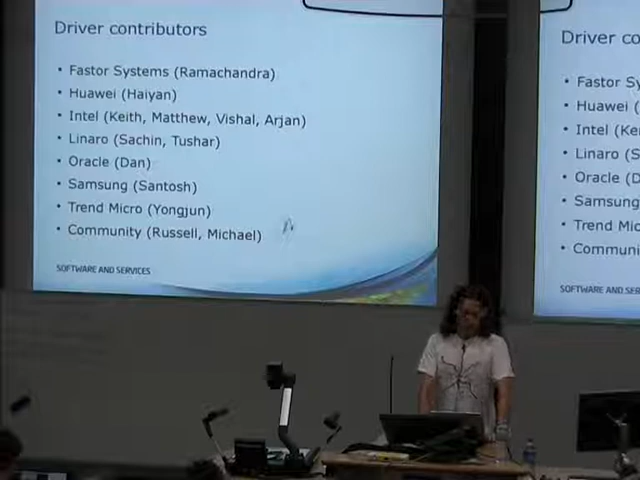 Driver contributors
• Fastor Systems (Ramachandra)
• Huawei (Haiyan)
• Intel (Keith, Matthew, Vishal, Arjan)
• Linaro (Sachin, Tushar)
• Oracle (Dan)
• Samsung (Santosh)
• Trend Micro (Yongjun)
• Community (Russell, Michael)
SOFTWARE AND SERVICES
Driver co
• Fastor Sy
• Huawei (
• Intel (Ke
• Linaro (S
• Oracle (D
• Samsung
• Trend Mic
• Communi
SOFTWARE AND SER